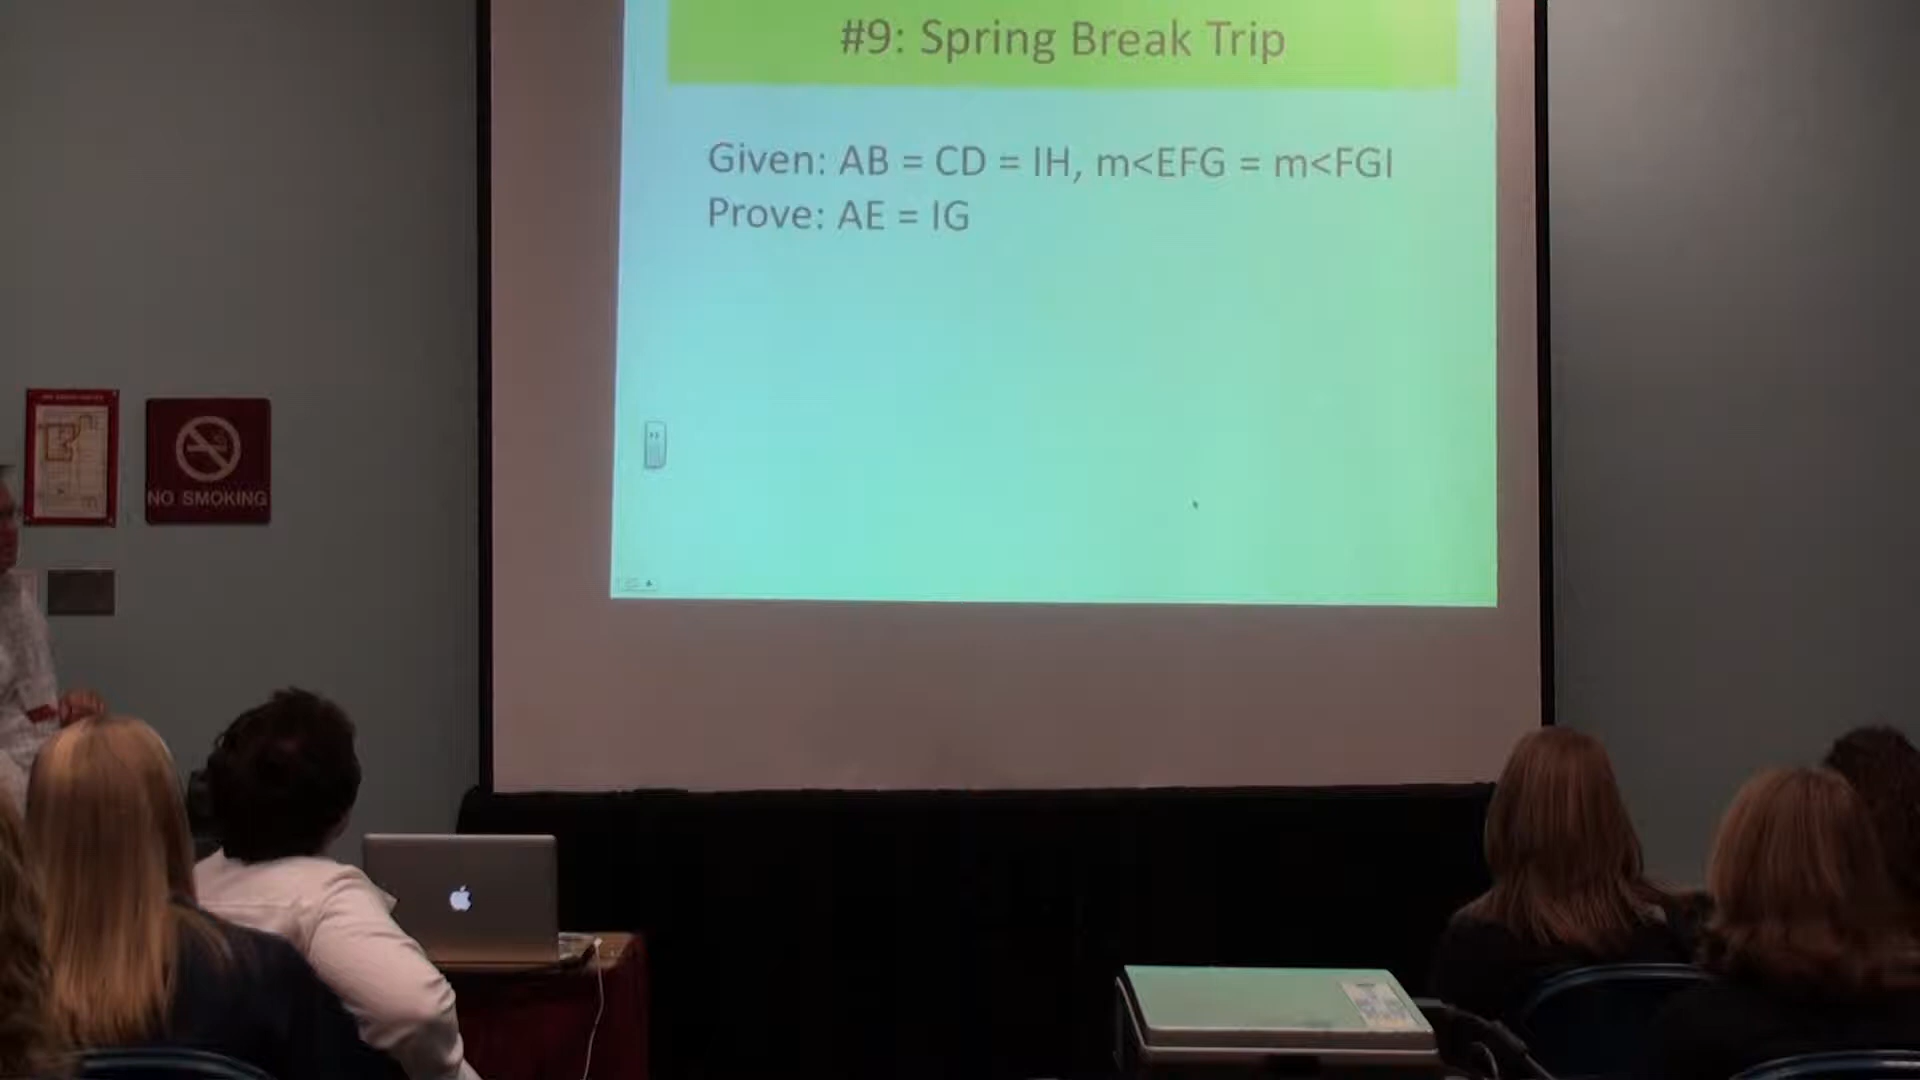 #9: Spring Break Trip
Given: AB = CD = IH, m<EFG = m<FGI
Prove: AE = IG
NO SMOKING